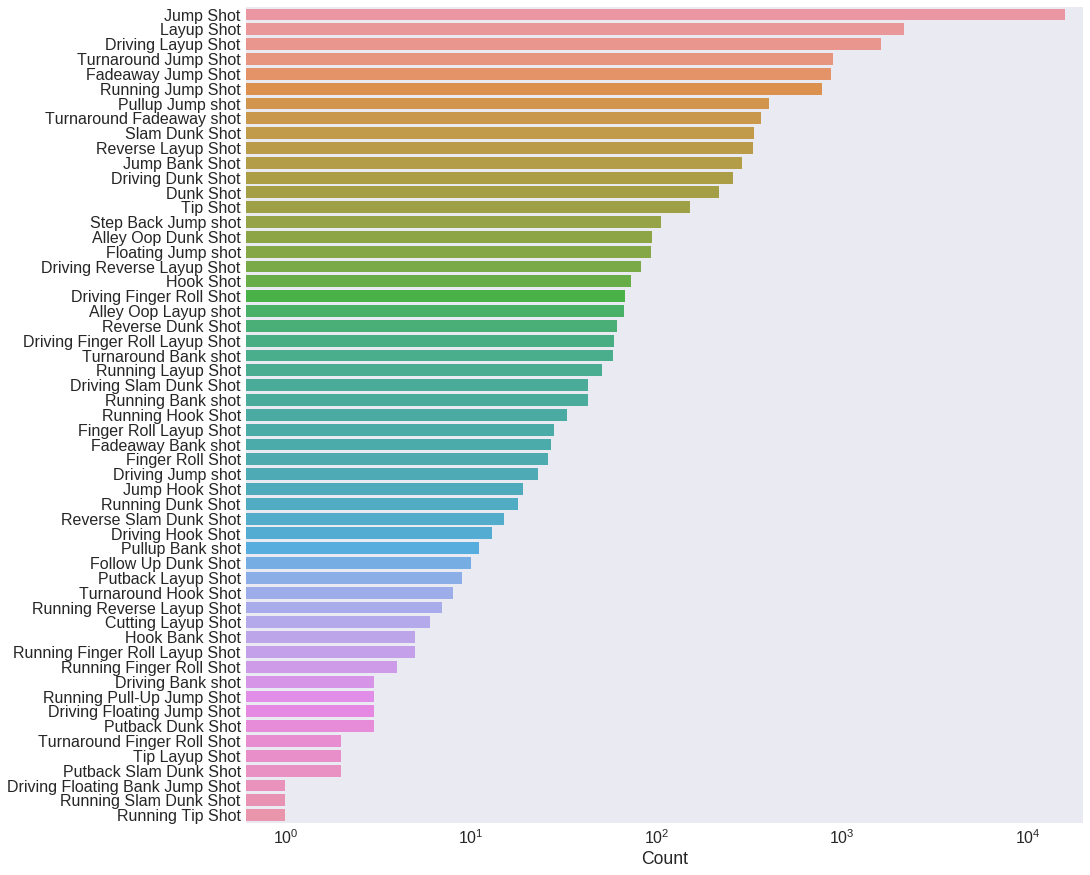 Jump Shot
Layup Shot
Driving Layup Shot
Turnaround Jump Shot
Fadeaway Jump Shot
Running Jump Shot
Pullup Jump shot
Turnaround Fadeaway shot
Slam Dunk Shot
Reverse Layup Shot
Jump Bank Shot
Driving Dunk Shot
Dunk Shot
Tip Shot
Step Back Jump shot
Alley Oop Dunk Shot
Floating Jump shot
Driving Reverse Layup Shot
Hook Shot
Driving Finger Roll Shot
Alley Oop Layup shot
Reverse Dunk Shot
Driving Finger Roll Layup Shot
Turnaround Bank shot
Running Layup Shot
Driving Slam Dunk Shot
Running Bank shot
Running Hook Shot
Finger Roll Layup Shot
Fadeaway Bank shot
Finger Roll Shot
Driving Jump shot
Jump Hook Shot
Running Dunk Shot
Reverse Slam Dunk Shot
Driving Hook Shot
Pullup Bank shot
Follow Up Dunk Shot
Putback Layup Shot
Turnaround Hook Shot
Running Reverse Layup Shot
Cutting Layup Shot
Hook Bank Shot
Running Finger Roll Layup Shot
Running Finger Roll Shot
Driving Bank shot
Running Pull-Up Jump Shot
Driving Floating Jump Shot
Putback Dunk Shot
Turnaround Finger Roll Shot
Tip Layup Shot
Putback Slam Dunk Shot
Driving Floating Bank Jump Shot
Running Slam Dunk Shot
Running Tip Shot
10⁰ 10¹ 10² 10³ 10⁴
Count